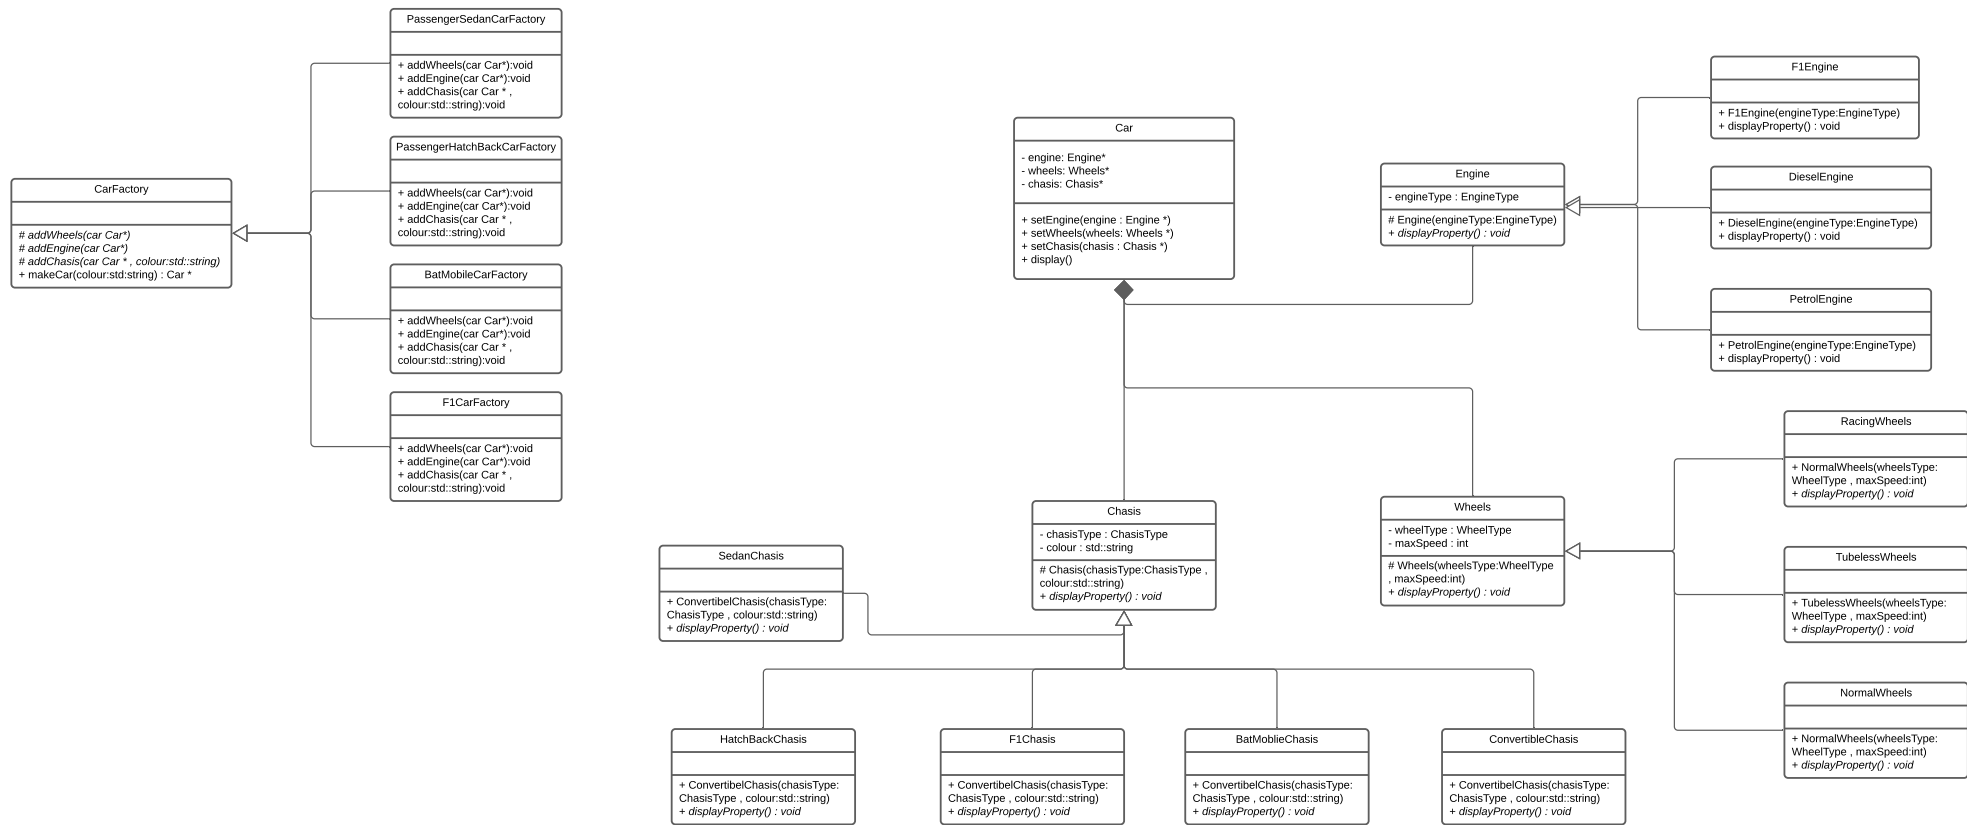 PassengerSedanCarFactory
+ addWheels(car Car*):void
+ addEngine(car Car*):void
+ addChasis(car Car * ,
colour:std::string):void
PassengerHatchBackCarFactory
+ addWheels(car Car*):void
+ addEngine(car Car*):void
+ addChasis(car Car * ,
colour:std::string):void
CarFactory
# addWheels(car Car*)
# addEngine(car Car*)
# addChasis(car Car * , colour:std::string)
+ makeCar(colour:std:string) : Car *
BatMobileCarFactory
+ addWheels(car Car*):void
+ addEngine(car Car*):void
+ addChasis(car Car * ,
colour:std::string):void
F1CarFactory
+ addWheels(car Car*):void
+ addEngine(car Car*):void
+ addChasis(car Car * ,
colour:std::string):void
Car
- engine: Engine*
- wheels: Wheels*
- chasis: Chasis*
+ setEngine(engine : Engine *)
+ setWheels(wheels: Wheels *)
+ setChasis(chasis : Chasis *)
+ display()
Engine
- engineType : EngineType
# Engine(engineType:EngineType)
+ displayProperty() : void
F1Engine
+ F1Engine(engineType:EngineType)
+ displayProperty() : void
DieselEngine
+ DieselEngine(engineType:EngineType)
+ displayProperty() : void
PetrolEngine
+ PetrolEngine(engineType:EngineType)
+ displayProperty() : void
Chasis
- chasisType : ChasisType
- colour : std::string
# Chasis(chasisType:ChasisType ,
colour:std::string)
+ displayProperty() : void
Wheels
- wheelType : WheelType
- maxSpeed : int
# Wheels(wheelsType:WheelType
, maxSpeed:int)
+ displayProperty() : void
RacingWheels
+ NormalWheels(wheelsType:
WheelType , maxSpeed:int)
+ displayProperty() : void
TubelessWheels
+ TubelessWheels(wheelsType:
WheelType , maxSpeed:int)
+ displayProperty() : void
NormalWheels
+ NormalWheels(wheelsType:
WheelType , maxSpeed:int)
+ displayProperty() : void
SedanChasis
+ ConvertibelChasis(chasisType:
ChasisType , colour:std::string)
+ displayProperty() : void
HatchBackChasis
+ ConvertibelChasis(chasisType:
ChasisType , colour:std::string)
+ displayProperty() : void
F1Chasis
+ ConvertibelChasis(chasisType:
ChasisType , colour:std::string)
+ displayProperty() : void
BatMoblieChasis
+ ConvertibelChasis(chasisType:
ChasisType , colour:std::string)
+ displayProperty() : void
ConvertibleChasis
+ ConvertibelChasis(chasisType:
ChasisType , colour:std::string)
+ displayProperty() : void